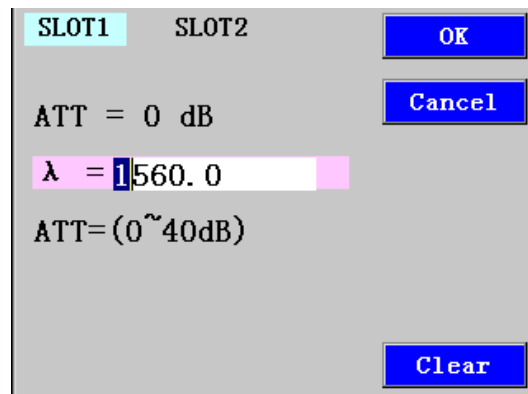 SLOT1 SLOT2 OK
Cancel
ATT = 0 dB
λ = 1560.0
ATT=(0~40dB)
Clear